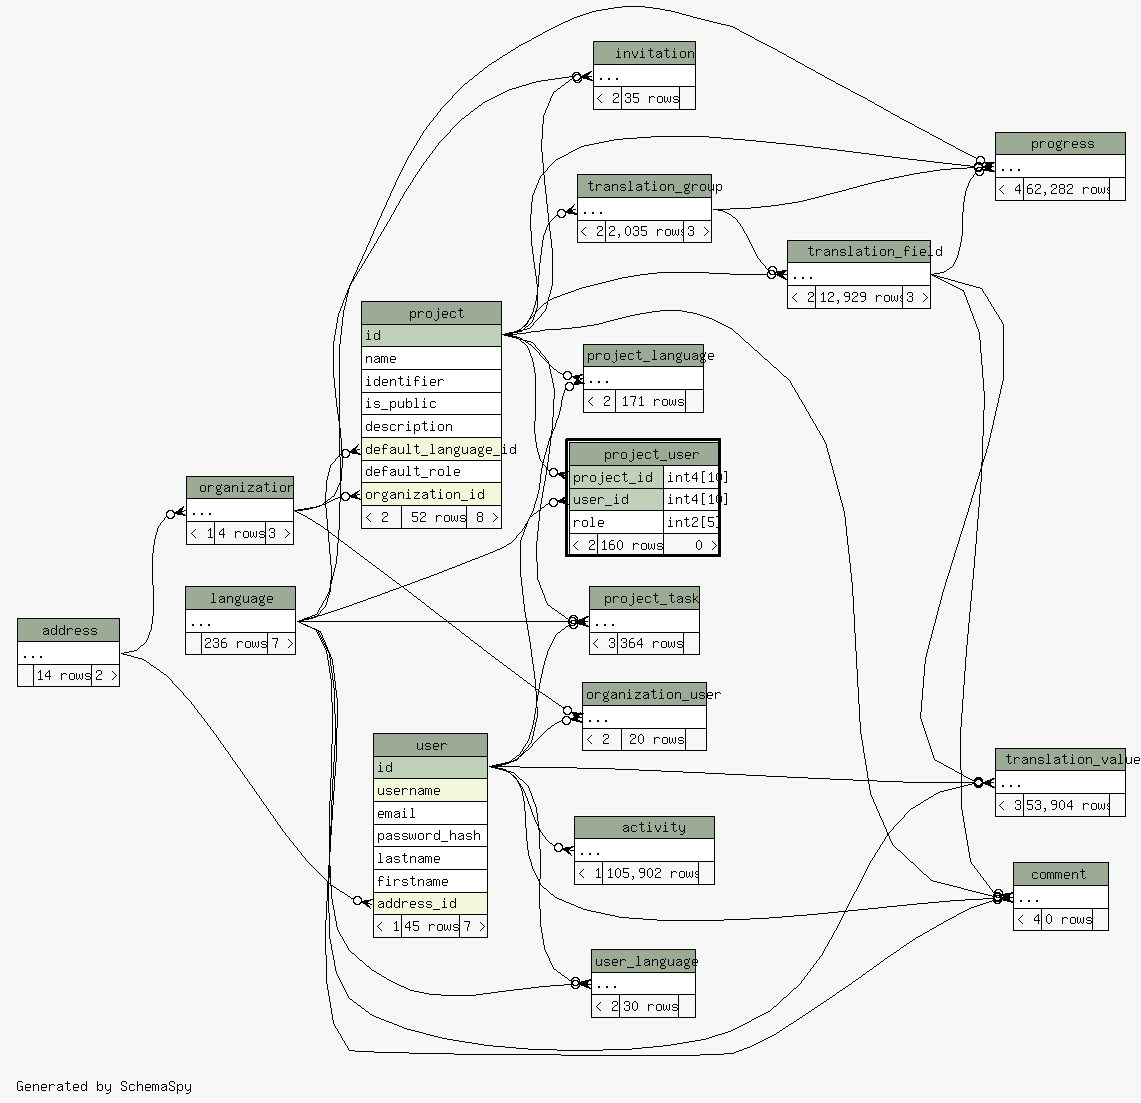 invitation
...
< 2 35 rows
progress
...
< 4 62,282 rows
translation_group
...
< 2 2,035 rows 3 >
translation_field
...
< 2 12,929 rows 3 >
project
id
name
identifier
is_public
description
default_language_id
default_role
organization_id
< 2 52 rows 8 >
project_language
...
< 2 171 rows
project_user
project_id int4[10]
user_id int4[10]
role int2[5]
< 2 160 rows 0 >
organization
...
< 1 4 rows 3 >
language
...
236 rows 7 >
address
...
14 rows 2 >
project_task
...
< 3 364 rows
organization_user
...
< 2 20 rows
user
id
username
email
password_hash
lastname
firstname
address_id
< 1 45 rows 7 >
translation_value
...
< 3 53,904 rows
activity
...
< 1 105,902 rows
comment
...
< 4 0 rows
user_language
...
< 2 30 rows
Generated by SchemaSpy